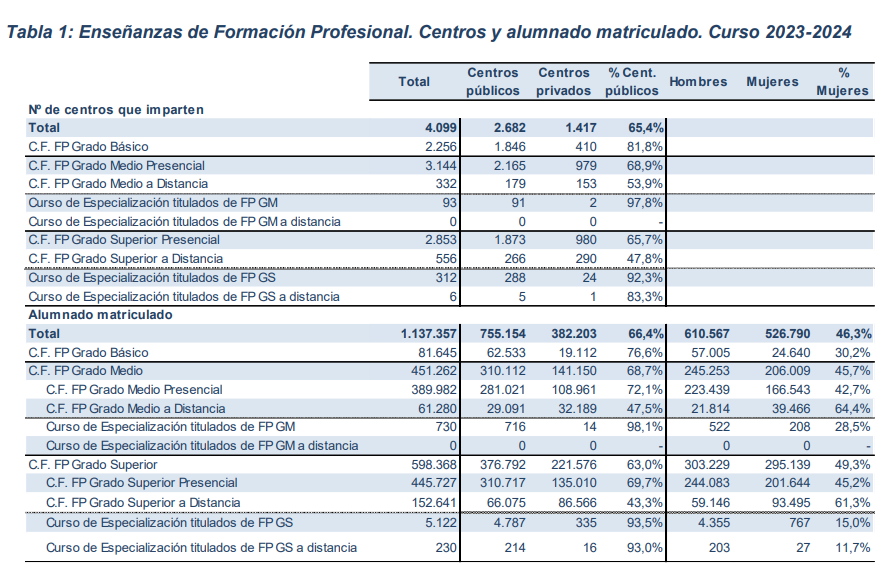 Tabla 1: Enseñanzas de Formación Profesional. Centros y alumnado matriculado. Curso 2023-2024
Total Centros públicos Centros privados % Cent. públicos Hombres Mujeres % Mujeres
Nº de centros que imparten
Total 4.099 2.682 1.417 65,4%
C.F. FP Grado Básico 2.256 1.846 410 81,8%
C.F. FP Grado Medio Presencial 3.144 2.165 979 68,9%
C.F. FP Grado Medio a Distancia 332 179 153 53,9%
Curso de Especialización titulados de FP GM 93 91 2 97,8%
Curso de Especialización titulados de FP GM a distancia 0 0 0 -
C.F. FP Grado Superior Presencial 2.853 1.873 980 65,7%
C.F. FP Grado Superior a Distancia 556 266 290 47,8%
Curso de Especialización titulados de FP GS 312 288 24 92,3%
Curso de Especialización titulados de FP GS a distancia 6 5 1 83,3%
Alumnado matriculado
Total 1.137.357 755.154 382.203 66,4% 610.567 526.790 46,3%
C.F. FP Grado Básico 81.645 62.533 19.112 76,6% 57.005 24.640 30,2%
C.F. FP Grado Medio 451.262 310.112 141.150 68,7% 245.253 206.009 45,7%
C.F. FP Grado Medio Presencial 389.982 281.021 108.961 72,1% 223.439 166.543 42,7%
C.F. FP Grado Medio a Distancia 61.280 29.091 32.189 47,5% 21.814 39.466 64,4%
Curso de Especialización titulados de FP GM 730 716 14 98,1% 522 208 28,5%
Curso de Especialización titulados de FP GM a distancia 0 0 0 - 0 0 -
C.F. FP Grado Superior 598.368 376.792 221.576 63,0% 303.229 295.139 49,3%
C.F. FP Grado Superior Presencial 445.727 310.717 135.010 69,7% 244.083 201.644 45,2%
C.F. FP Grado Superior a Distancia 152.641 66.075 86.566 43,3% 59.146 93.495 61,3%
Curso de Especialización titulados de FP GS 5.122 4.787 335 93,5% 4.355 767 15,0%
Curso de Especialización titulados de FP GS a distancia 230 214 16 93,0% 203 27 11,7%